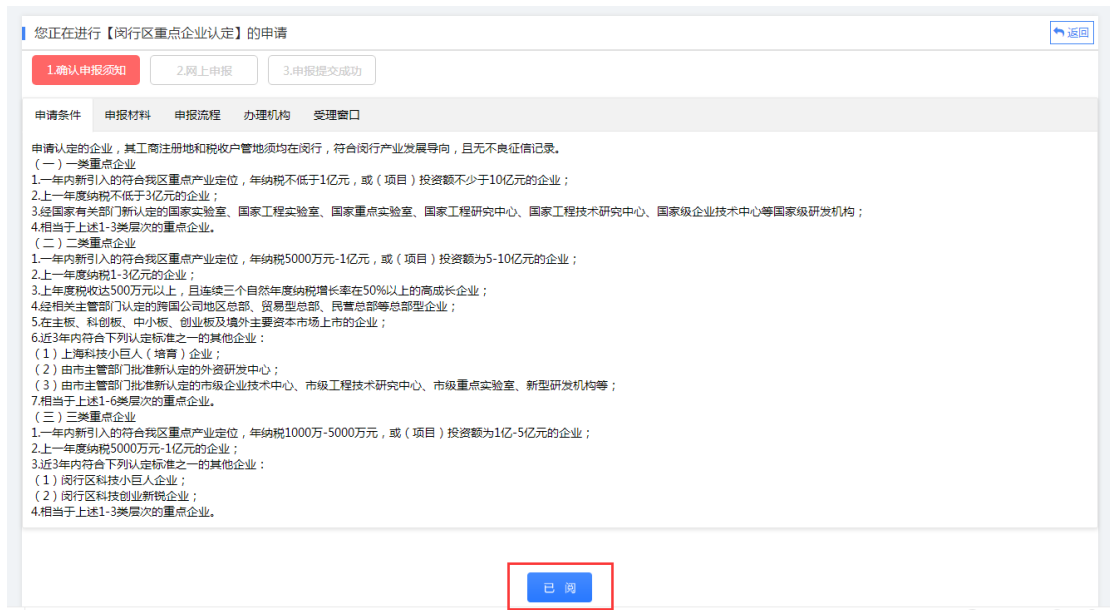 您正在进行【闵行区重点企业认定】的申请
返回
1.确认申报须知
2.网上申报
3.申报提交成功
申请条件 申报材料 申报流程 办理机构 受理窗口
申请认定的企业，其工商注册地和税收户管地须均在闵行，符合闵行产业发展导向，且无不良征信记录。
（一）一类重点企业
1.一年内新引入的符合我区重点产业定位，年纳税不低于1亿元，或（项目）投资额不少于10亿元的企业；
2.上一年度纳税不低于3亿元的企业；
3.经国家有关部门新认定的国家实验室、国家工程实验室、国家重点实验室、国家工程研究中心、国家工程技术研究中心、国家级企业技术中心等国家级研发机构；
4.相当于上述1-3类层次的重点企业。
（二）二类重点企业
1.一年内新引入的符合我区重点产业定位，年纳税5000万元-1亿元，或（项目）投资额为5-10亿元的企业；
2.上一年度纳税1-3亿元的企业；
3.上年度税收达500万元以上，且连续三个自然年度纳税增长率在50%以上的高成长企业；
4.经相关主管部门认定的跨国公司地区总部、贸易型总部、民营总部等总部型企业；
5.在主板、科创板、中小板、创业板及境外主要资本市场上市的企业；
6.近3年内符合下列认定标准之一的其他企业：
（1）上海科技小巨人（培育）企业；
（2）由市主管部门批准新认定的外资研发中心；
（3）由市主管部门批准新认定的市级企业技术中心、市级工程技术研究中心、市级重点实验室、新型研发机构等；
7.相当于上述1-6类层次的重点企业。
（三）三类重点企业
1.一年内新引入的符合我区重点产业定位，年纳税1000万-5000万元，或（项目）投资额为1亿-5亿元的企业；
2.上一年度纳税5000万元-1亿元的企业；
3.近3年内符合下列认定标准之一的其他企业：
（1）闵行区科技小巨人企业；
（2）闵行区科技创业新锐企业；
4.相当于上述1-3类层次的重点企业。
已 阅